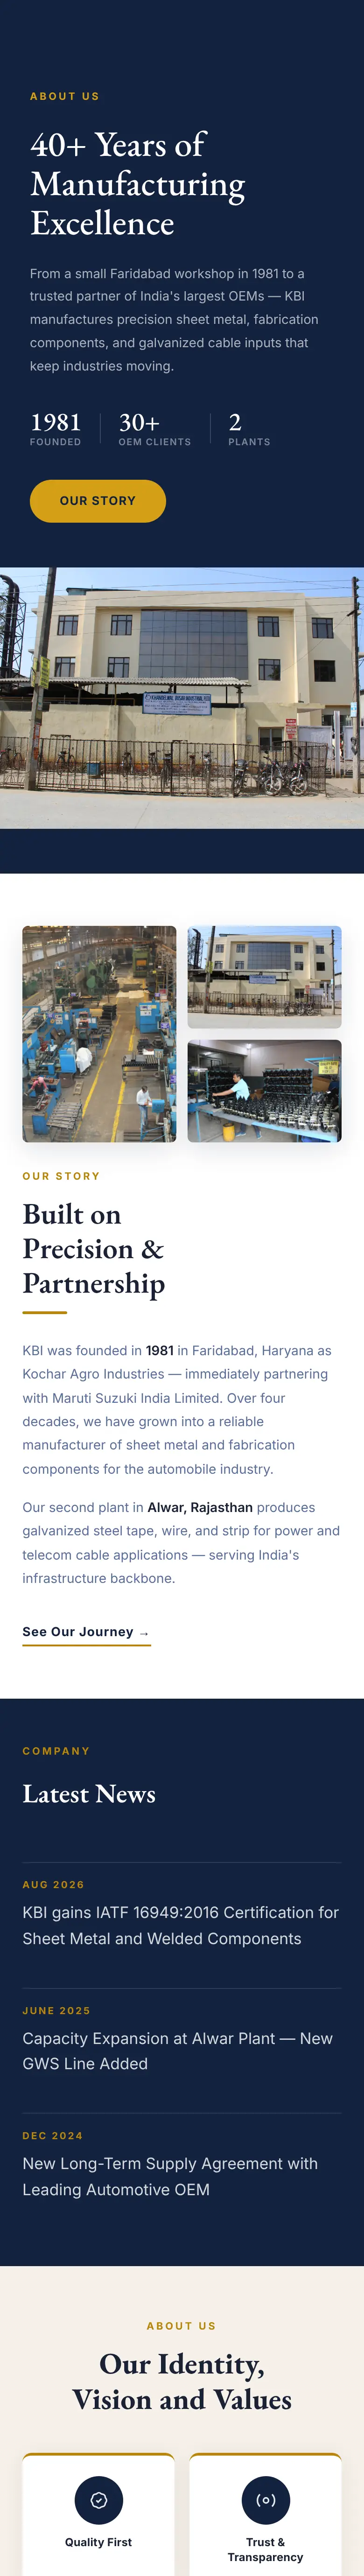 ABOUT US
40+ Years of
Manufacturing
Excellence
From a small Faridabad workshop in 1981 to a
trusted partner of India's largest OEMs — KBI
manufactures precision sheet metal, fabrication
components, and galvanized cable inputs that
keep industries moving.
1981 30+ 2
FOUNDED OEM CLIENTS PLANTS
OUR STORY
OUR STORY
Built on
Precision &
Partnership
KBI was founded in 1981 in Faridabad, Haryana as
Kochar Agro Industries — immediately partnering
with Maruti Suzuki India Limited. Over four
decades, we have grown into a reliable
manufacturer of sheet metal and fabrication
components for the automobile industry.
Our second plant in Alwar, Rajasthan produces
galvanized steel tape, wire, and strip for power and
telecom cable applications — serving India's
infrastructure backbone.
See Our Journey →
COMPANY
Latest News
AUG 2026
KBI gains IATF 16949:2016 Certification for
Sheet Metal and Welded Components
JUNE 2025
Capacity Expansion at Alwar Plant — New
GWS Line Added
DEC 2024
New Long-Term Supply Agreement with
Leading Automotive OEM
ABOUT US
Our Identity,
Vision and Values
Quality First
Trust &
Transparency